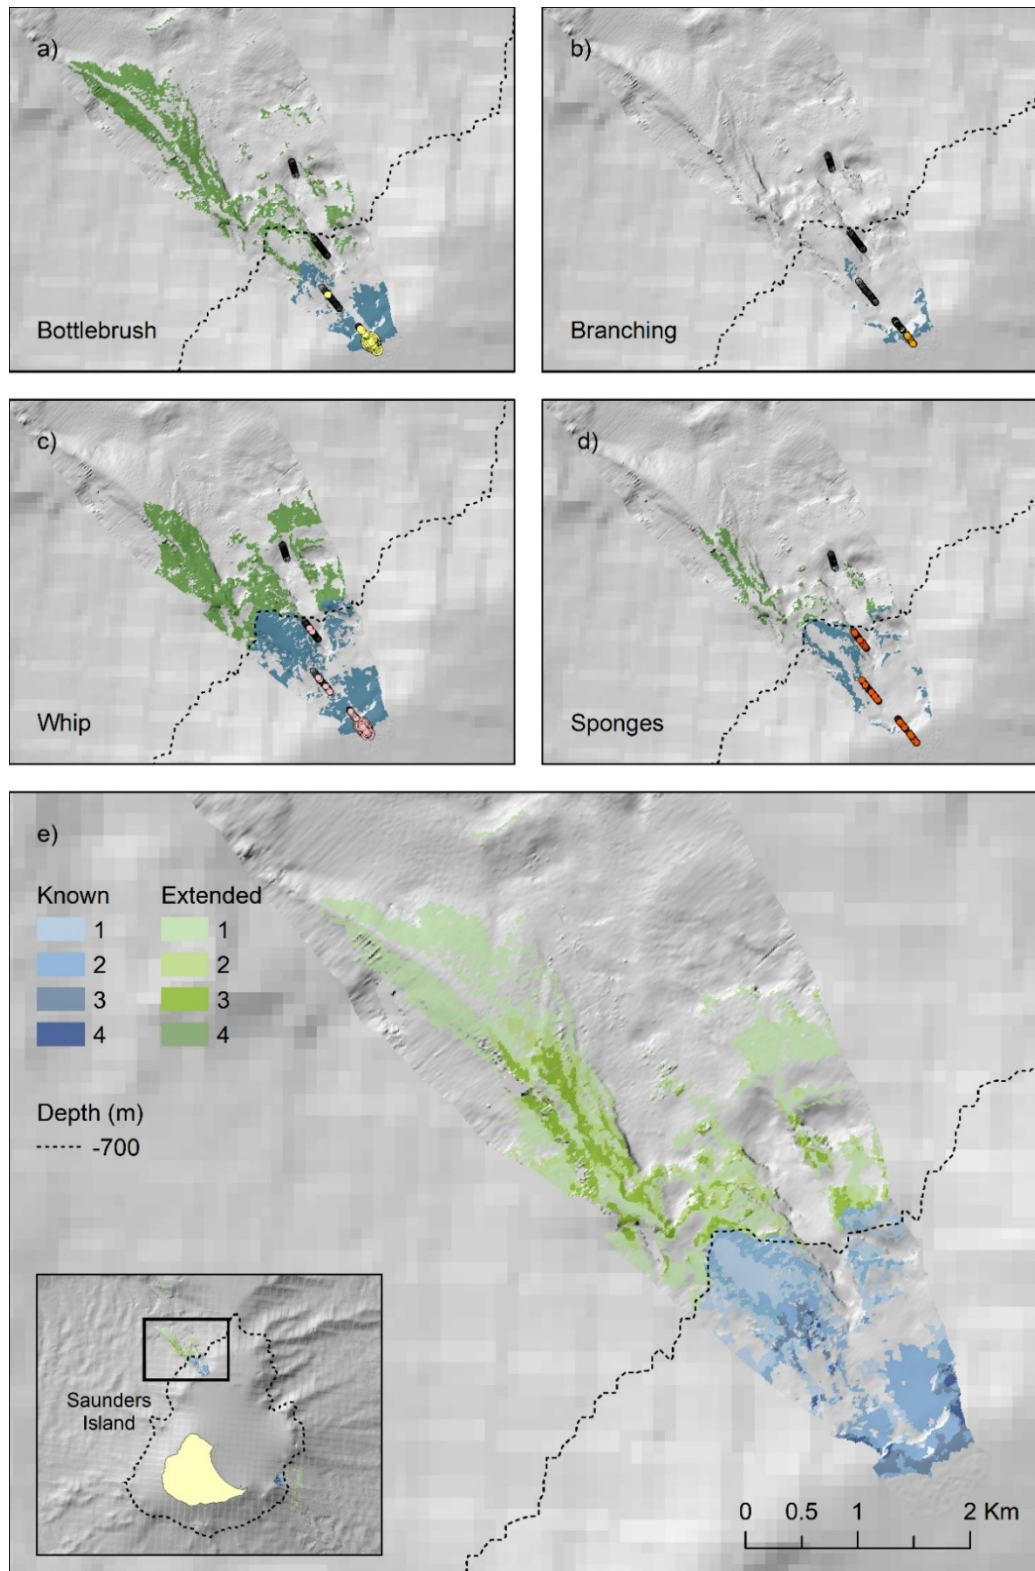 a)
Bottlebrush
b)
Branching
c)
Whip
d)
Sponges
e)
Known Extended
1 1
2 2
3 3
4 4
Depth (m)
-700
Saunders
Island
0 0.5 1 2 Km